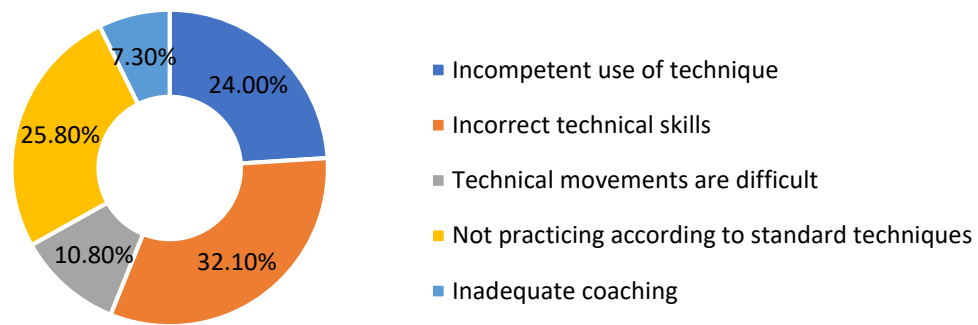 7.30%
24.00%
25.80%
10.80%
32.10%
Incompetent use of technique
Incorrect technical skills
Technical movements are difficult
Not practicing according to standard techniques
Inadequate coaching